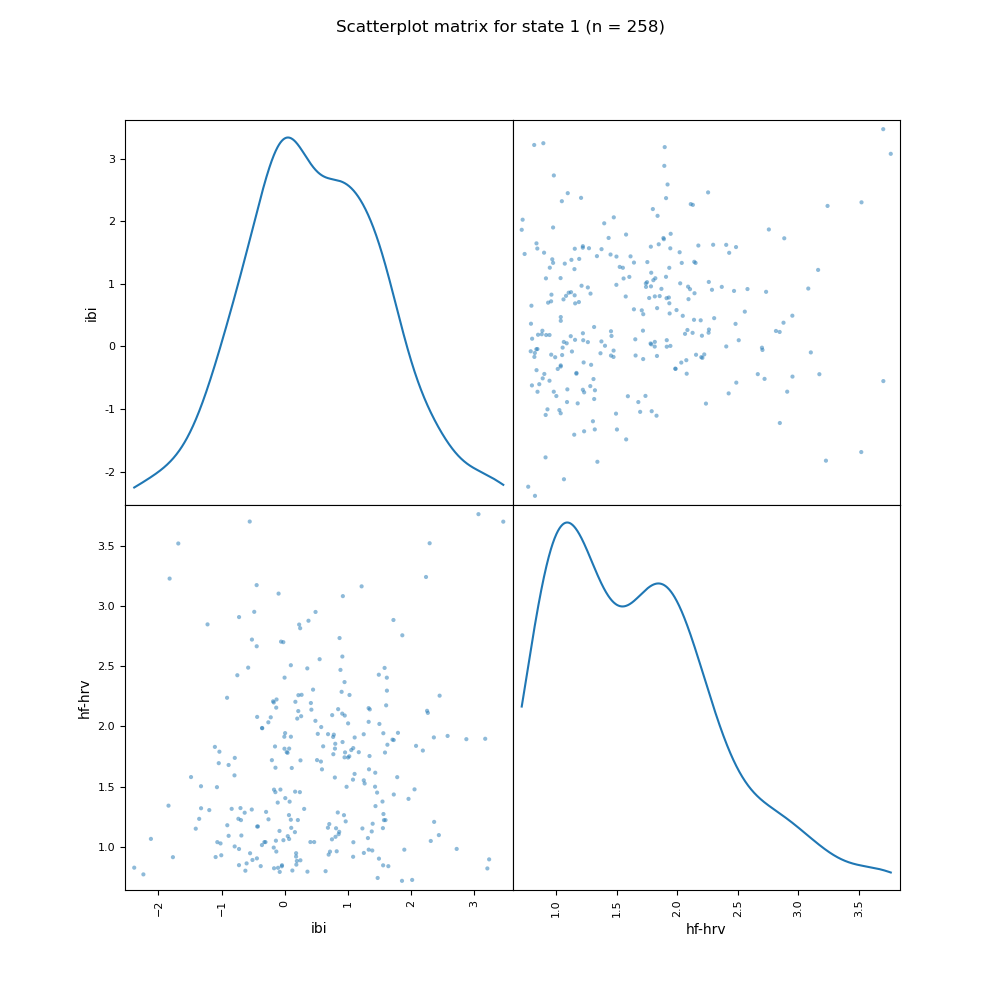 Scatterplot matrix for state 1 (n = 258)
3
2
1
0
-1
-2
ibi
3.5
3.0
2.5
2.0
1.5
1.0
hf-hrv
−2 −1 0 1 2 3
ibi
1.0 1.5 2.0 2.5 3.0 3.5
hf-hrv